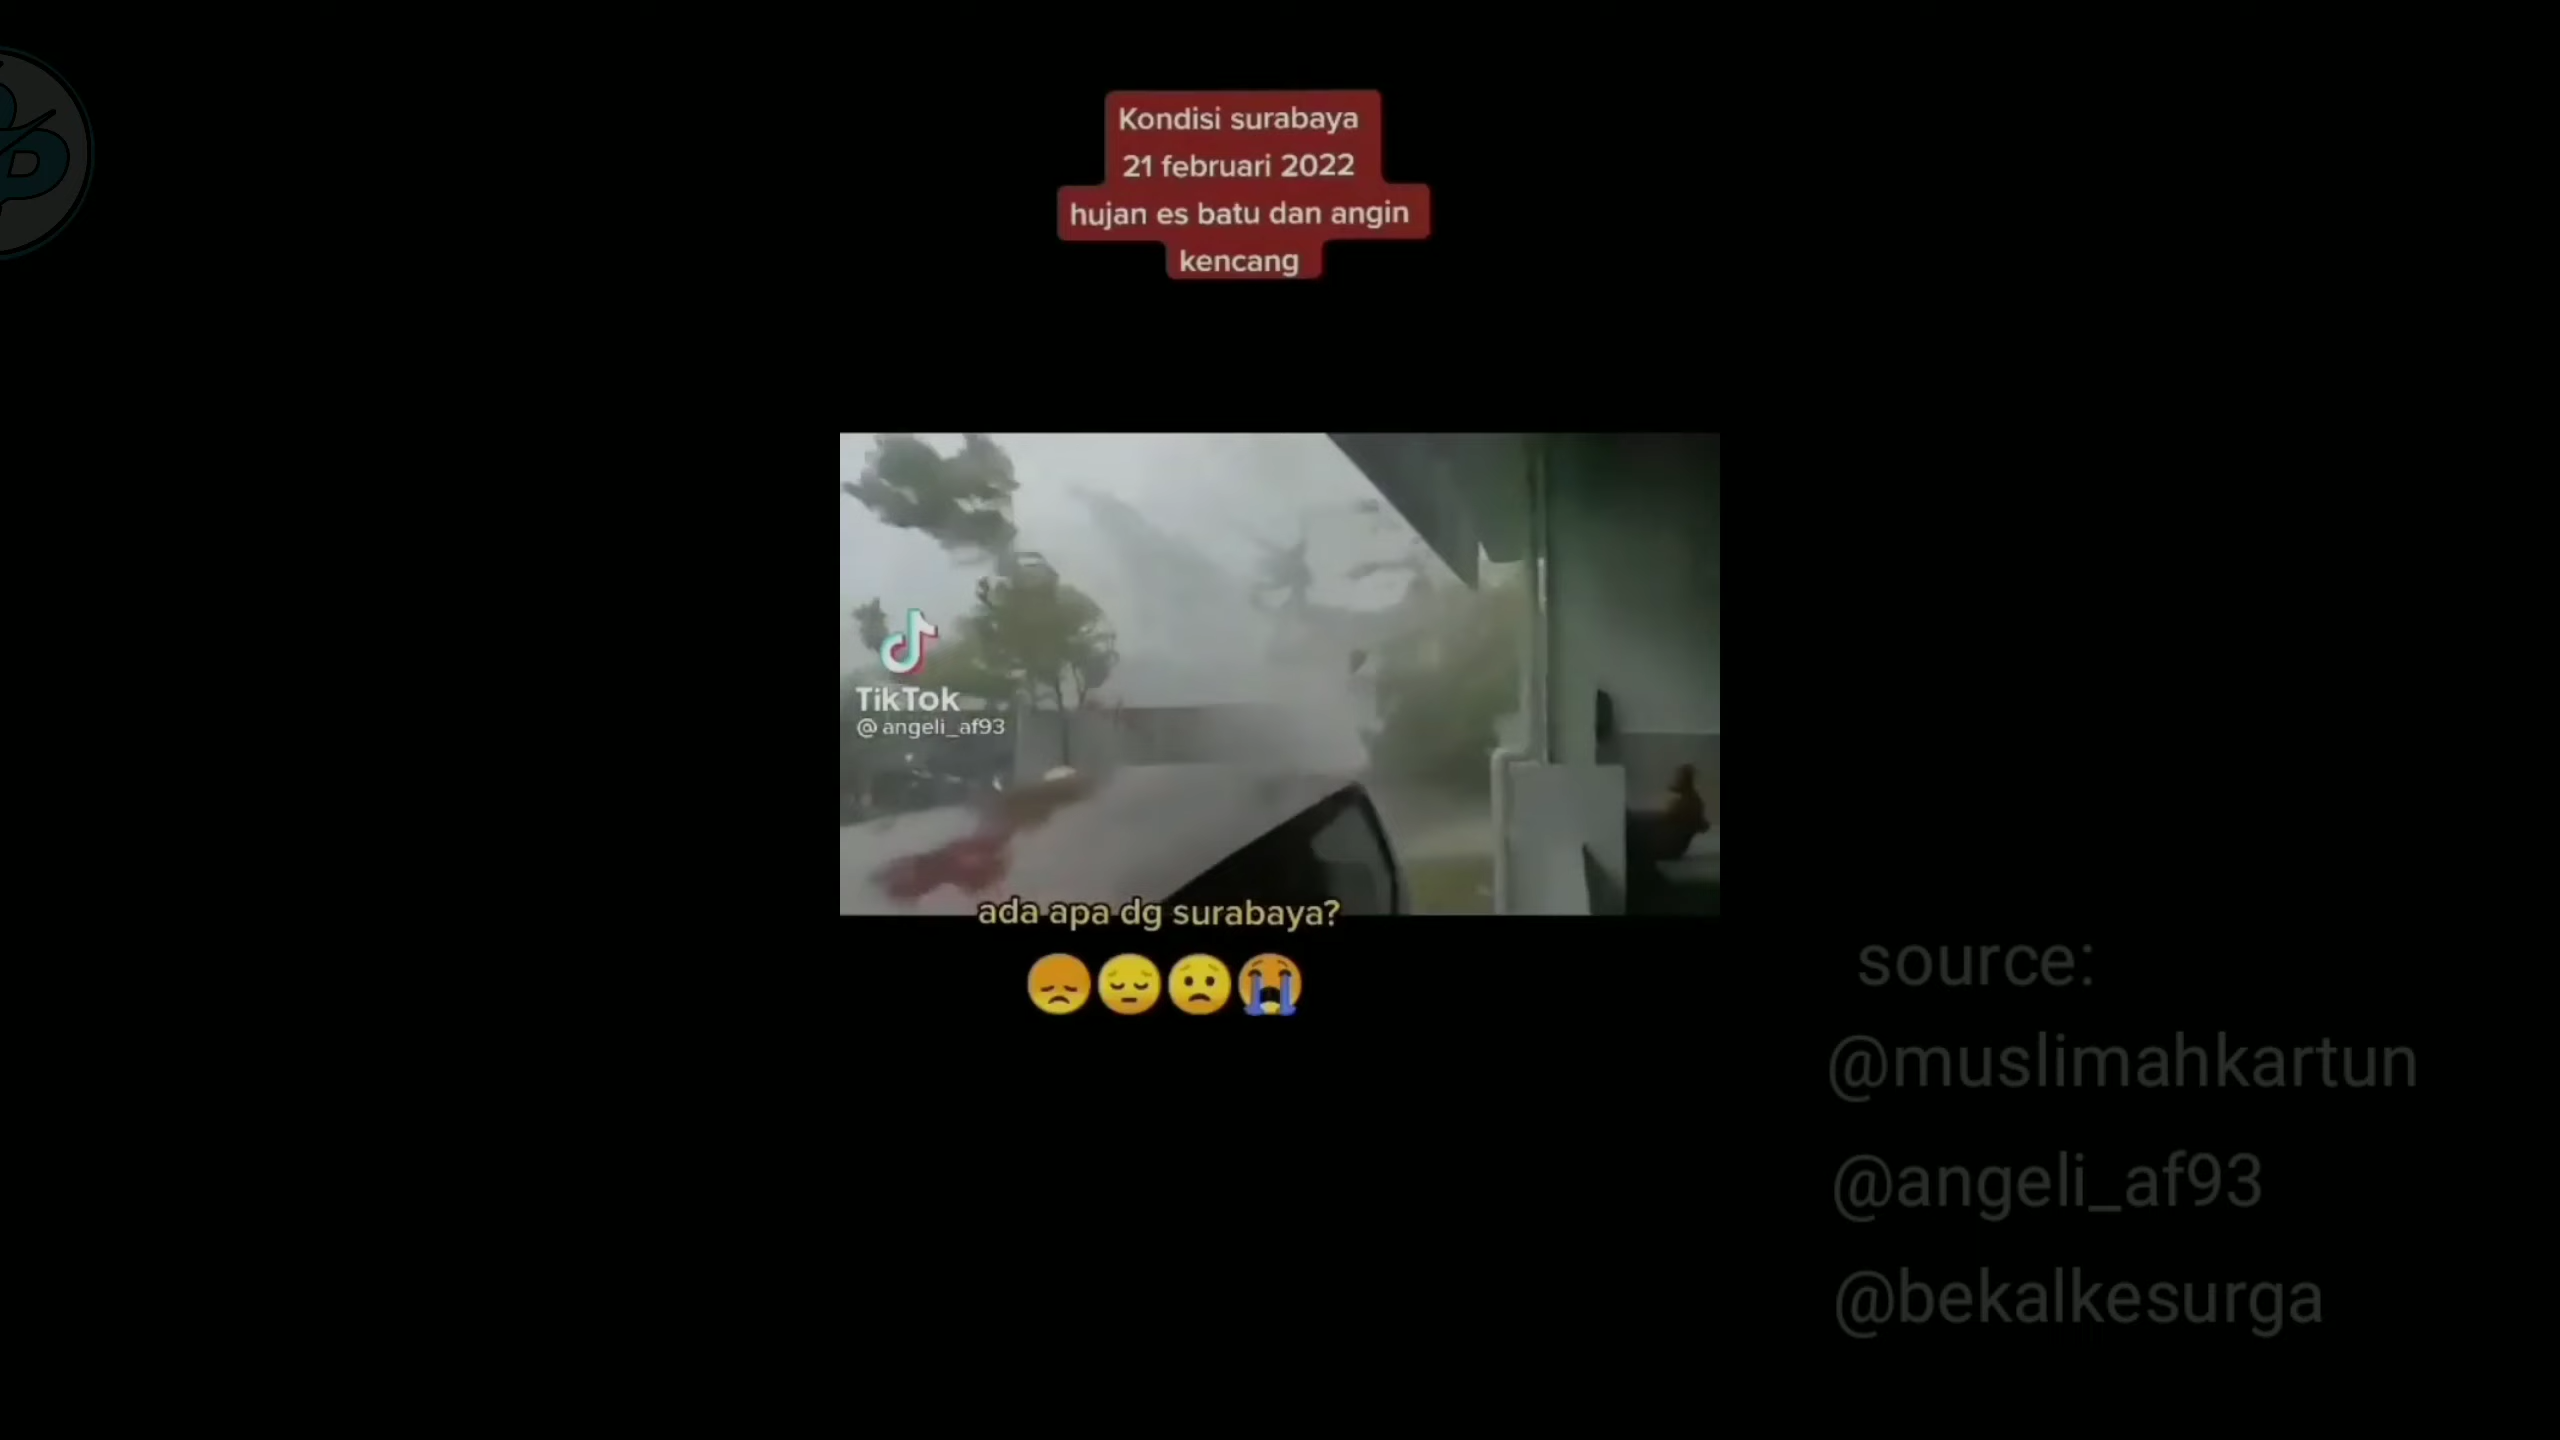 Kondisi surabaya
21 februari 2022
hujan es batu dan angin
kencang
TikTok
@angeli_af93
ada apa dg surabaya?
source:
@muslimahkartun
@angeli_af93
@bekalkesurga